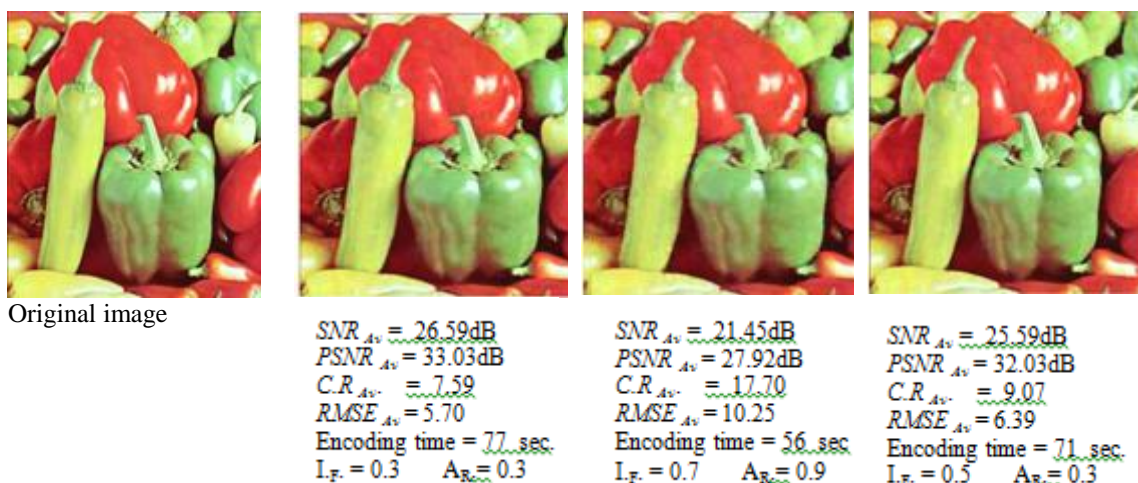 Original image
SNR Av = 26.59dB
PSNR Av = 33.03dB
C.R Av. = 7.59
RMSE Av = 5.70
Encoding time = 77 sec.
I.F. = 0.3 AR. = 0.3
SNR Av = 21.45dB
PSNR Av = 27.92dB
C.R Av. = 17.70
RMSE Av = 10.25
Encoding time = 56 sec
I.F. = 0.7 AR. = 0.9
SNR Av = 25.59dB
PSNR Av = 32.03dB
C.R Av. = 9.07
RMSE Av = 6.39
Encoding time = 71 sec.
I.F. = 0.5 AR. = 0.3